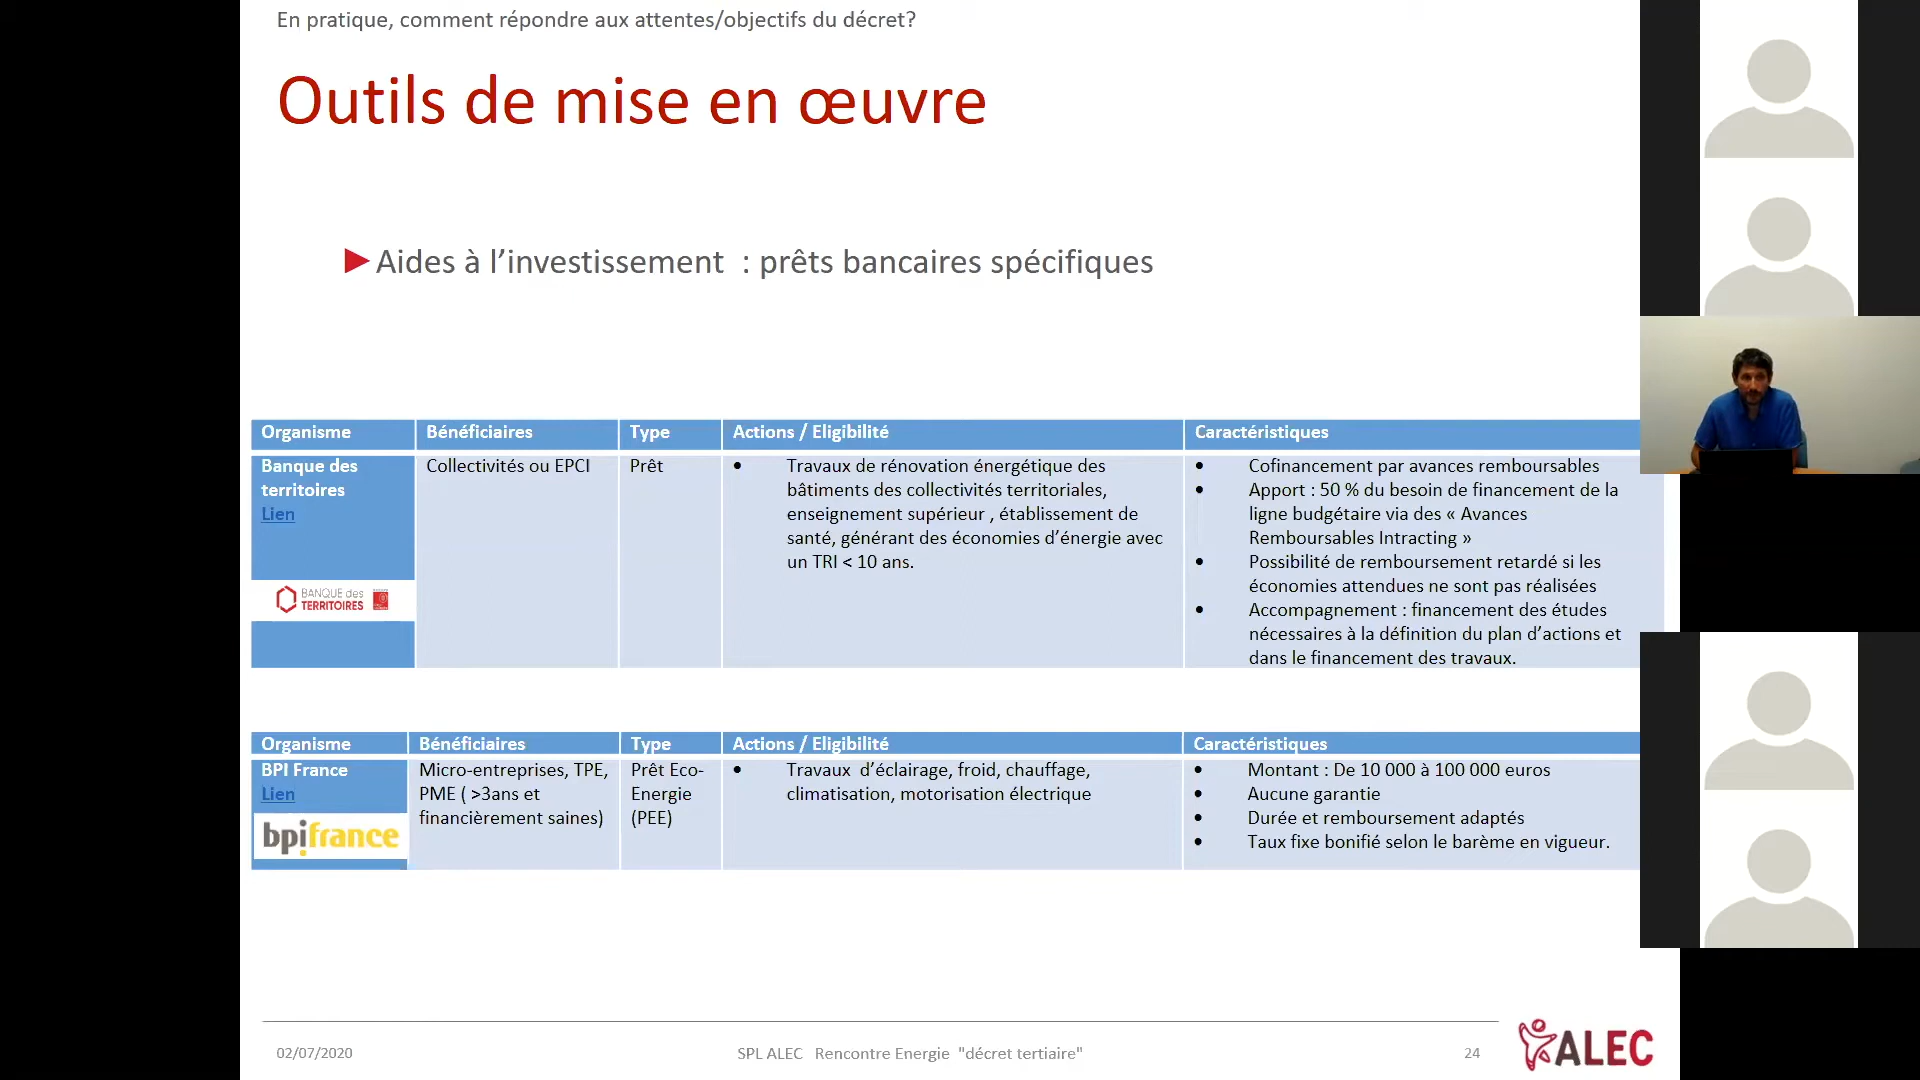 En pratique, comment répondre aux attentes/objectifs du décret?
Outils de mise en œuvre
Aides à l’investissement : prêts bancaires spécifiques
Organisme
Bénéficiaires
Type
Actions / Eligibilité
Caractéristiques
Banque des
territoires
Lien
BANQUE des
TERRITOIRES
Collectivités ou EPCI
Prêt
• Travaux de rénovation énergétique des
bâtiments des collectivités territoriales,
enseignement supérieur , établissement de
santé, générant des économies d’énergie avec
un TRI < 10 ans.
• Cofinancement par avances remboursables
• Apport : 50 % du besoin de financement de la
ligne budgétaire via des « Avances
Remboursables Intracting »
• Possibilité de remboursement retardé si les
économies attendues ne sont pas réalisées
• Accompagnement : financement des études
nécessaires à la définition du plan d’actions et
dans le financement des travaux.
Organisme
Bénéficiaires
Type
Actions / Eligibilité
Caractéristiques
BPI France
Lien
bpifrance
Micro-entreprises, TPE,
PME ( >3ans et
financièrement saines)
Prêt Eco-
Energie
(PEE)
• Travaux d’éclairage, froid, chauffage,
climatisation, motorisation électrique
• Montant : De 10 000 à 100 000 euros
• Aucune garantie
• Durée et remboursement adaptés
• Taux fixe bonifié selon le barème en vigueur.
02/07/2020
SPL ALEC Rencontre Energie "décret tertiaire"
24
ALEC